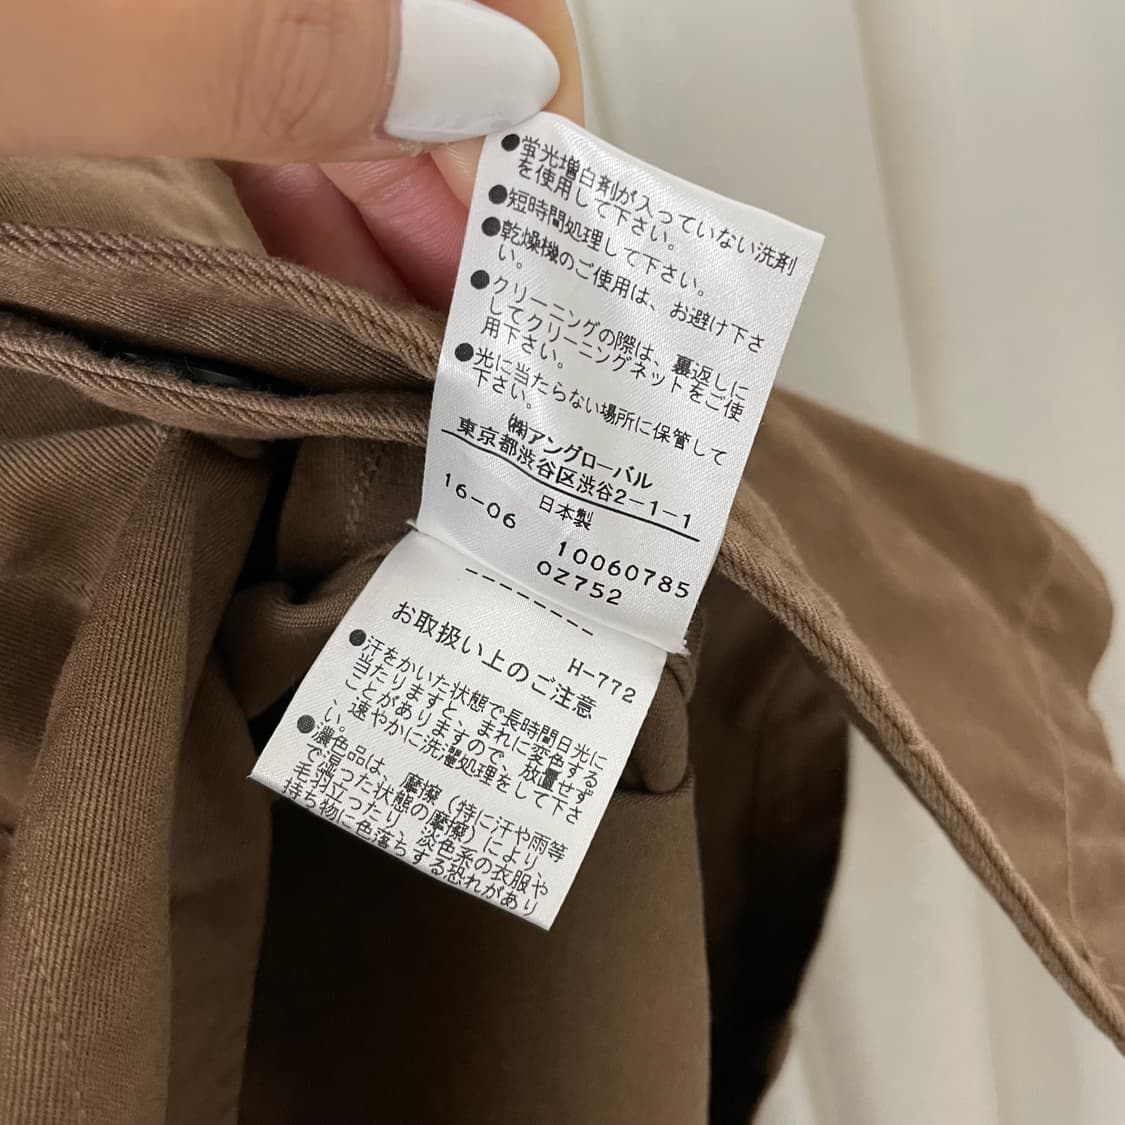 ●蛍光増白剤が入っていない洗剤
を使用して下さい。
●短時間処理して下さい。
●乾燥機のご使用は、お避け下さ
い。
●クリーニングの際は、裏返しに
してクリーニングネットをご使
用下さい。
●光に当たらない場所に保管して
下さい。
㈱アングローバル
東京都渋谷区渋谷2-1-1
日本製
16-06
10060785
OZ752
-------
H-772
お取扱い上のご注意
●汗をかいた状態で長時間日光に
当たりますと、まれに変色する
ことがありますので、放置せず
、速やかに洗濯処理をして下さ
い。
●濃色品は、摩擦（特に汗や雨等
で湿った状態の摩擦）により、
毛羽立ったり、淡色系の衣服や
持ち物に色落ちする恐れがあり